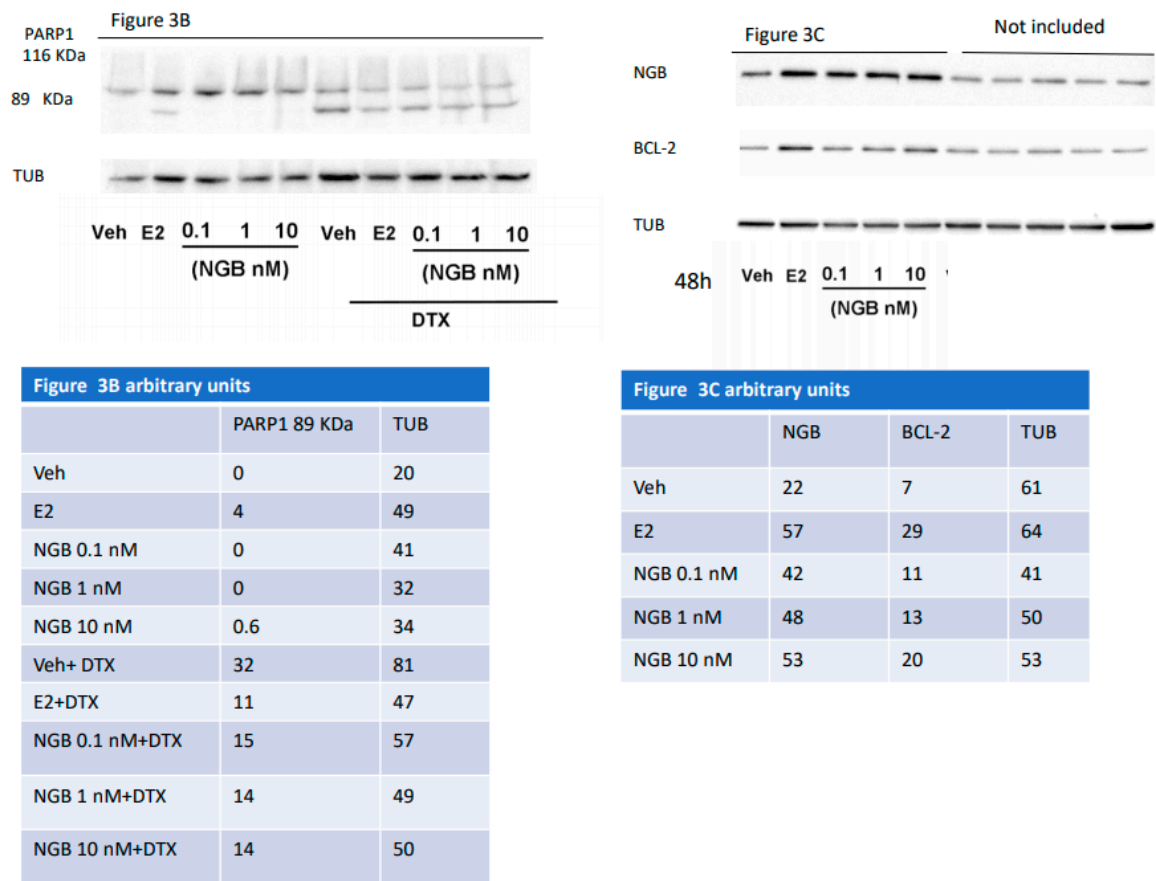 Figure 3B
PARP1
116 KDa
89 KDa
TUB
Veh E2 0.1 1 10 Veh E2 0.1 1 10
(NGB nM) (NGB nM)
DTX
Figure 3C Not included
NGB
BCL-2
TUB
48h Veh E2 0.1 1 10
(NGB nM)
Figure 3B arbitrary units
PARP1 89 KDa TUB
Veh 0 20
E2 4 49
NGB 0.1 nM 0 41
NGB 1 nM 0 32
NGB 10 nM 0.6 34
Veh+ DTX 32 81
E2+DTX 11 47
NGB 0.1 nM+DTX 15 57
NGB 1 nM+DTX 14 49
NGB 10 nM+DTX 14 50
Figure 3C arbitrary units
NGB BCL-2 TUB
Veh 22 7 61
E2 57 29 64
NGB 0.1 nM 42 11 41
NGB 1 nM 48 13 50
NGB 10 nM 53 20 53